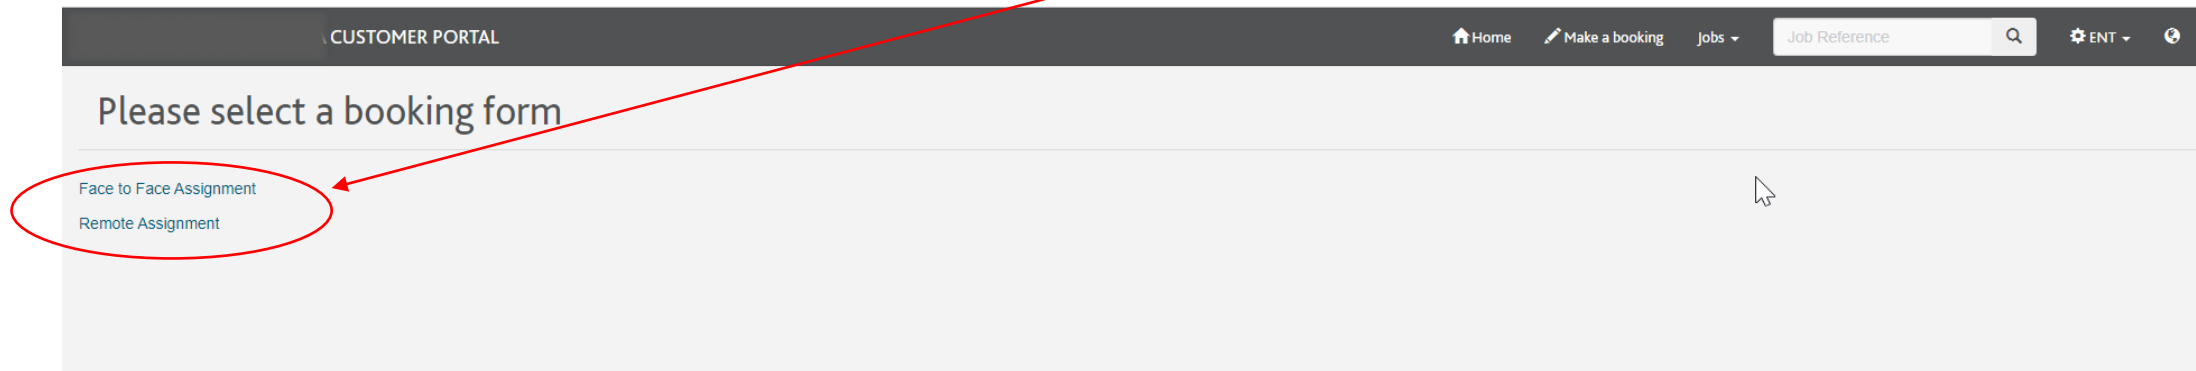 CUSTOMER PORTAL Home Make a booking Jobs Job Reference ENT
Please select a booking form
Face to Face Assignment
Remote Assignment